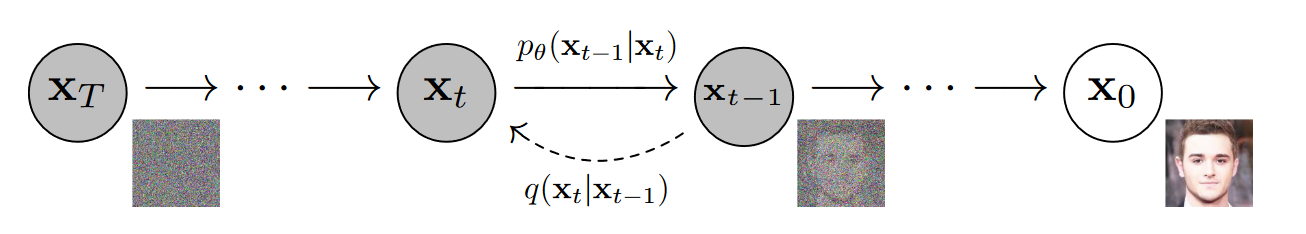 p_θ(x_{t−1}|x_t)
x_T ⟶ ⋯ ⟶ x_t ⟶ x_{t−1} ⟶ ⋯ ⟶ x_0
q(x_t|x_{t−1})